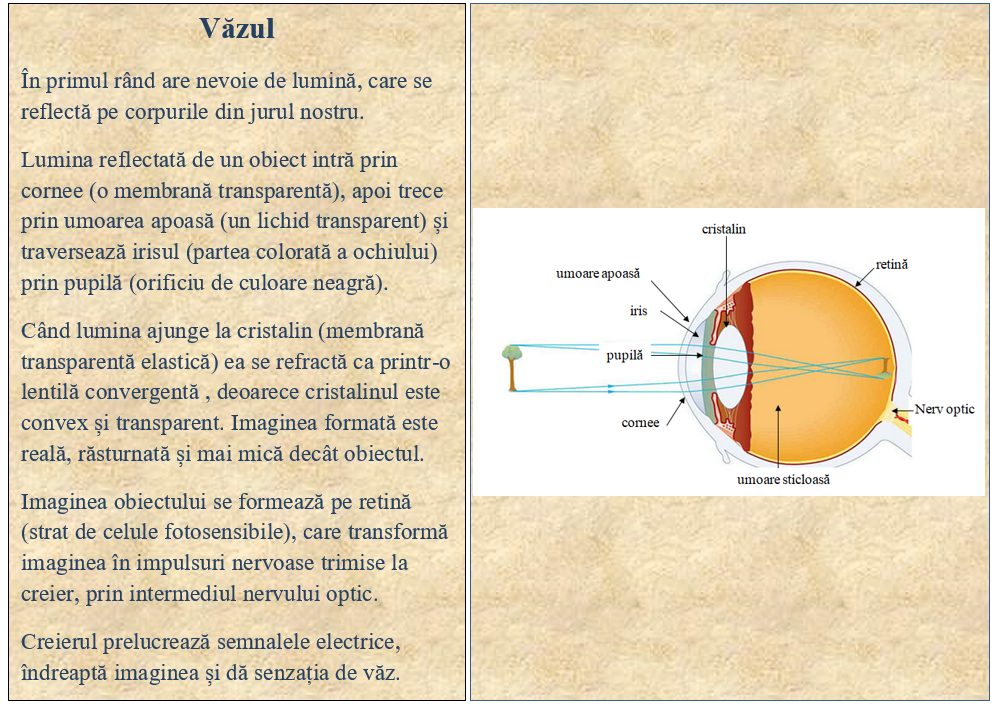 Văzul
În primul rând are nevoie de lumină, care se
reflectă pe corpurile din jurul nostru.
Lumina reflectată de un obiect intră prin
cornee (o membrană transparentă), apoi trece
prin umoarea apoasă (un lichid transparent) și
traversează irisul (partea colorată a ochiului)
prin pupilă (orificiu de culoare neagră).
Când lumina ajunge la cristalin (membrană
transparentă elastică) ea se refractă ca printr-o
lentilă convergentă , deoarece cristalinul este
convex și transparent. Imaginea formată este
reală, răsturnată și mai mică decât obiectul.
Imaginea obiectului se formează pe retină
(strat de celule fotosensibile), care transformă
imaginea în impulsuri nervoase trimise la
creier, prin intermediul nervului optic.
Creierul prelucrează semnalele electrice,
îndreaptă imaginea și dă senzația de văz.
cristalin
retină
umoare apoasă
iris
pupilă
Nerv optic
cornee
umoare sticloasă